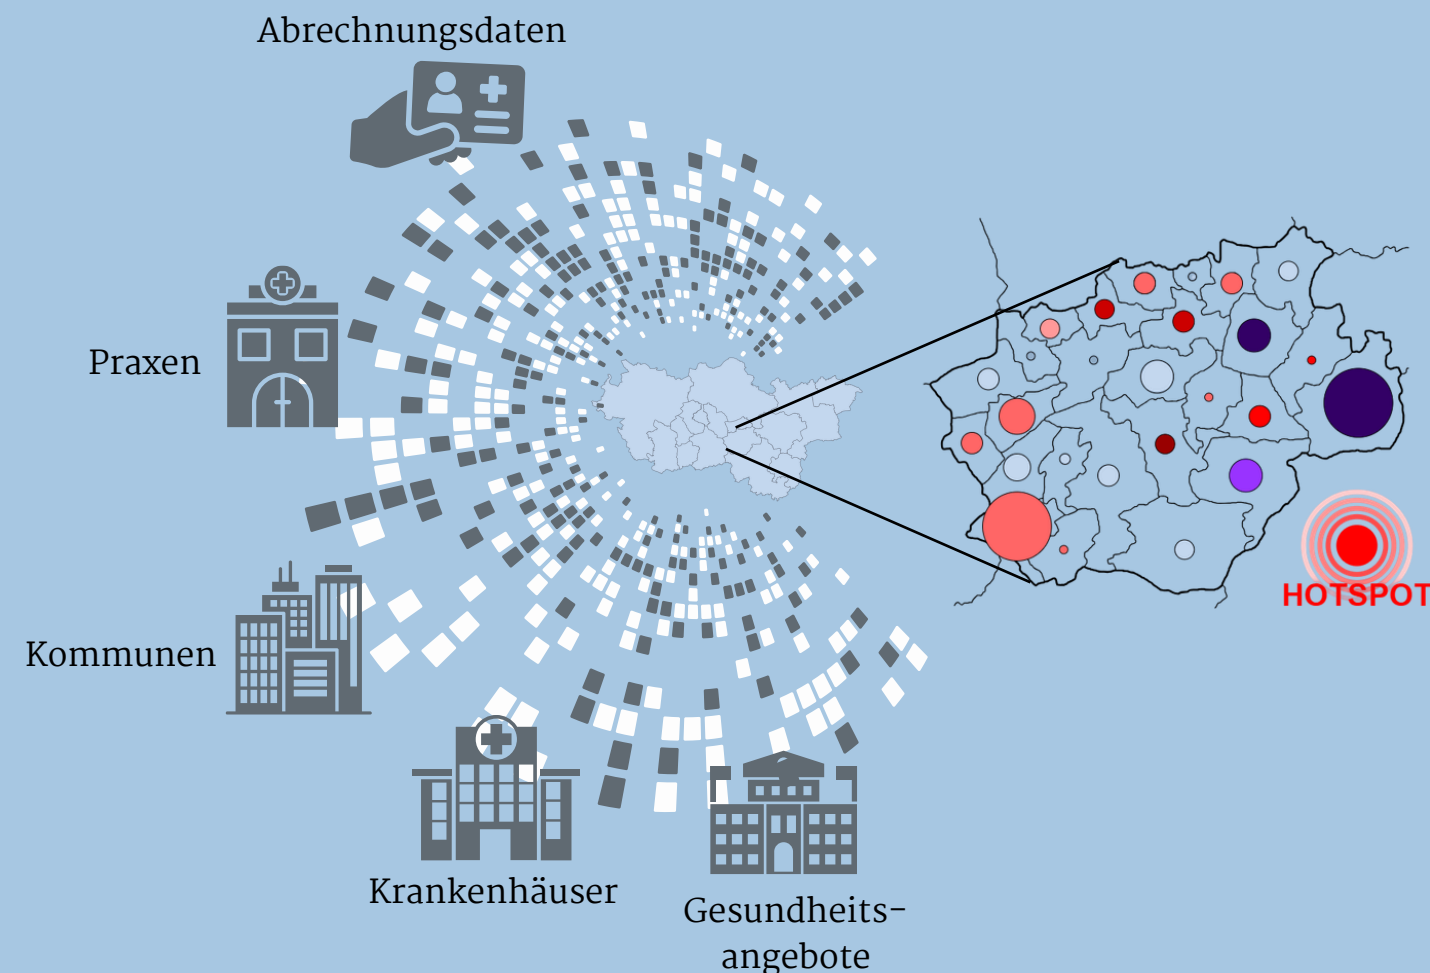 Abrechnungsdaten
Praxen
Kommunen
Krankenhäuser
Gesundheits-
angebote
HOTSPOT